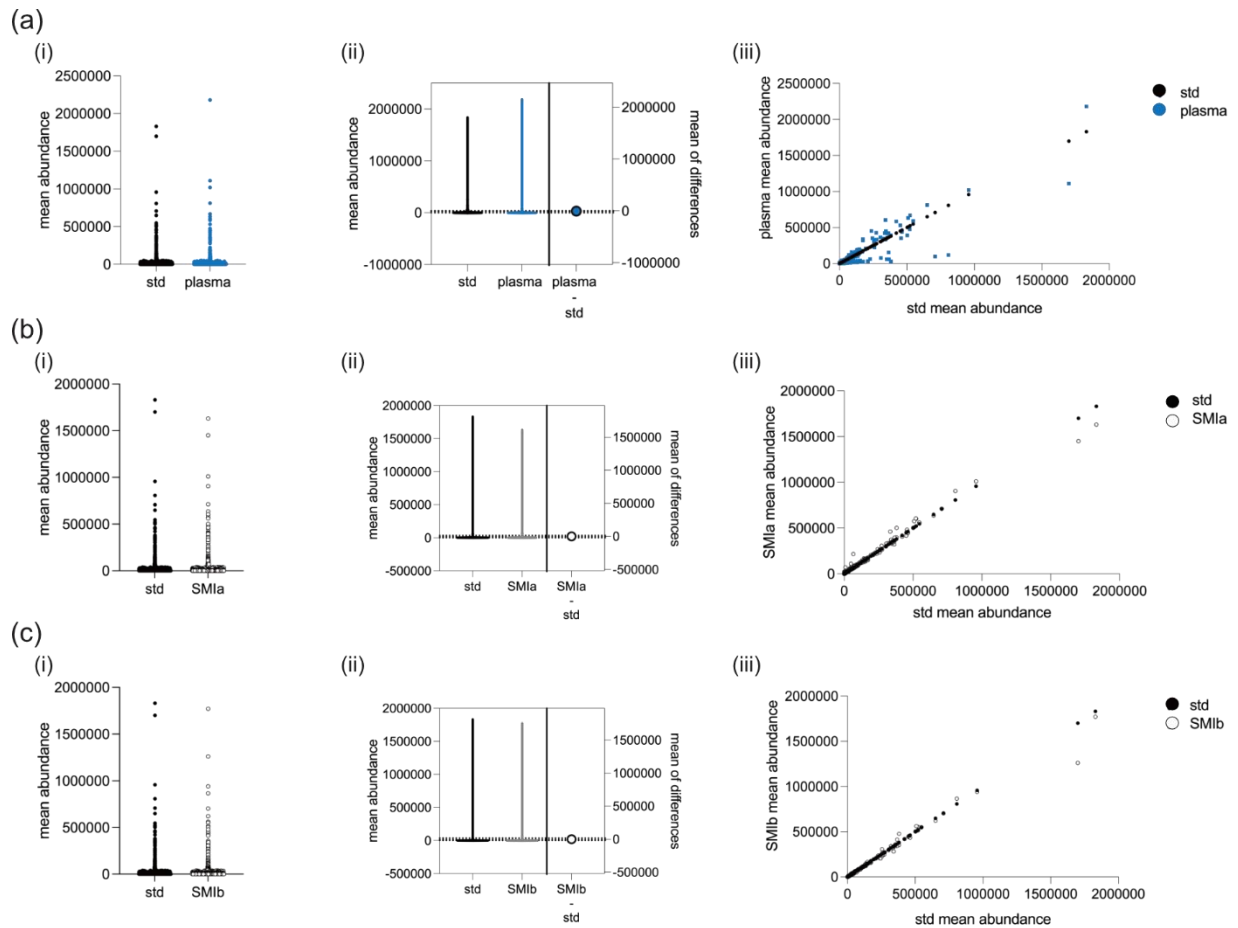 (a)
(i)
mean abundance
2500000
2000000
1500000
1000000
500000
0
std
plasma
(ii)
mean abundance
2000000
1000000
0
-1000000
mean of differences
2000000
1000000
0
-1000000
std
plasma
plasma
-
std
(iii)
plasma mean abundance
2500000
2000000
1500000
1000000
500000
0
0
500000
1000000
1500000
2000000
std mean abundance
std
plasma
(b)
(i)
mean abundance
2000000
1500000
1000000
500000
0
std
SMIa
(ii)
mean abundance
2000000
1500000
1000000
500000
0
-500000
mean of differences
1500000
1000000
500000
0
-500000
std
SMIa
SMIa
-
std
(iii)
SMIa mean abundance
2000000
1500000
1000000
500000
0
0
500000
1000000
1500000
2000000
std mean abundance
std
SMIa
(c)
(i)
mean abundance
2000000
1500000
1000000
500000
0
std
SMIb
(ii)
mean abundance
2000000
1500000
1000000
500000
0
-500000
mean of differences
1500000
1000000
500000
0
-500000
std
SMIb
SMIb
-
std
(iii)
SMIb mean abundance
2000000
1500000
1000000
500000
0
0
500000
1000000
1500000
2000000
std mean abundance
std
SMIb